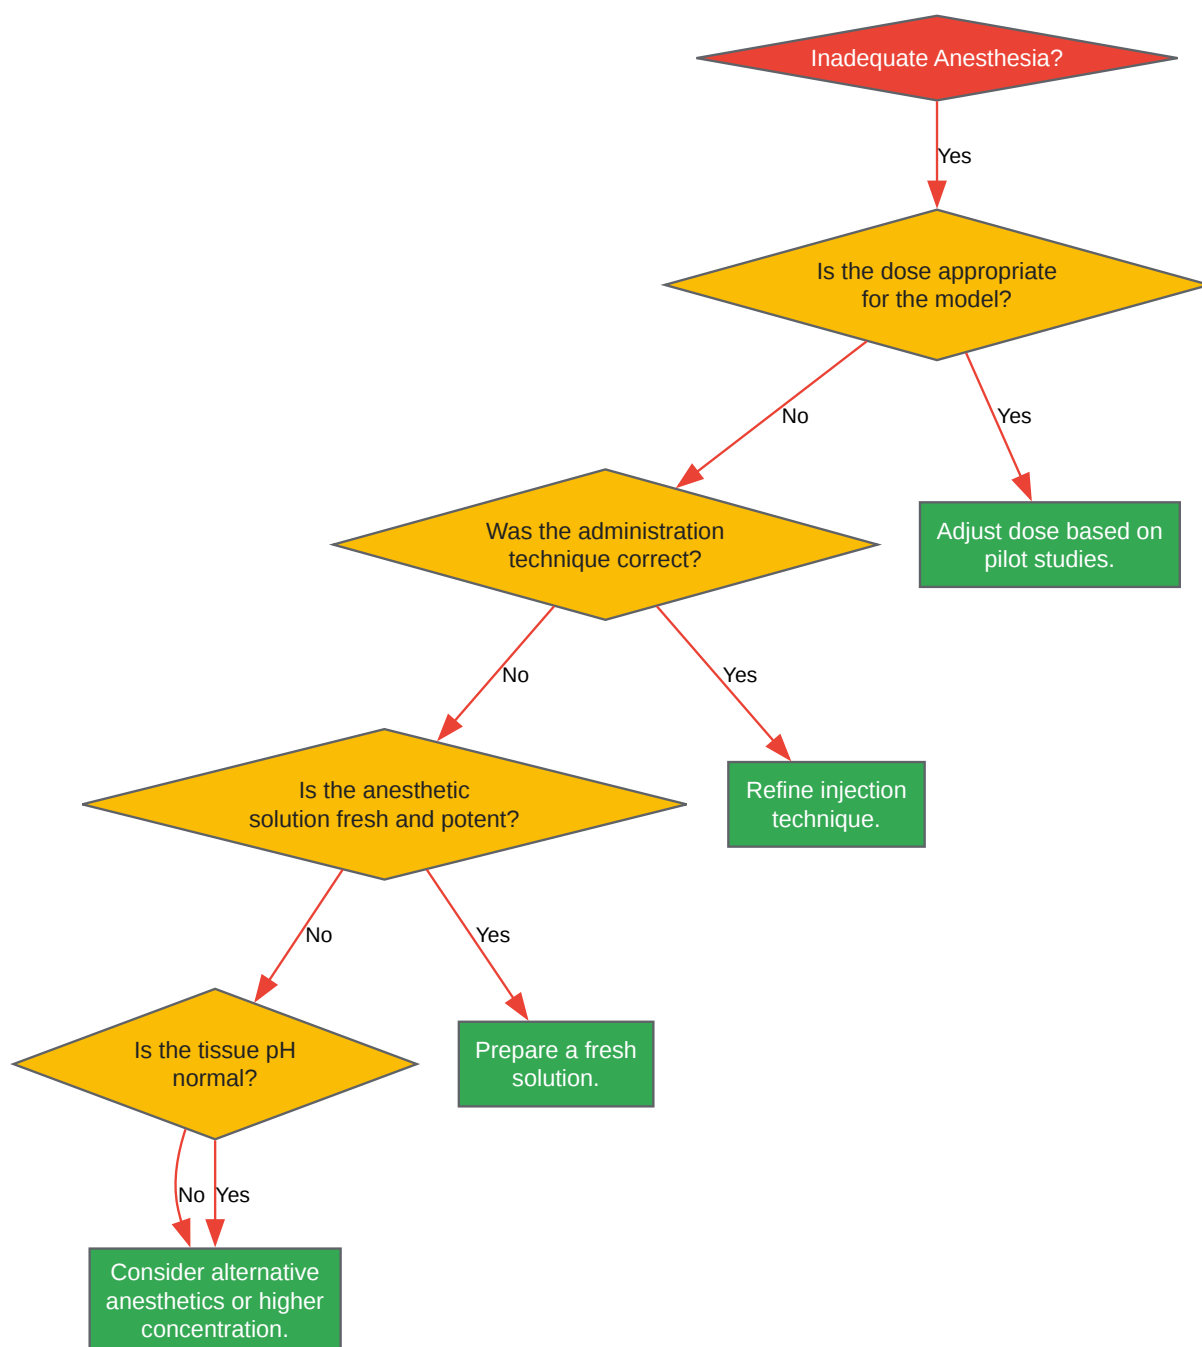 Inadequate Anesthesia?
Yes
Is the dose appropriate
for the model?
No
Yes
Was the administration
technique correct?
Adjust dose based on
pilot studies.
No
Yes
Is the anesthetic
solution fresh and potent?
Refine injection
technique.
No
Yes
Is the tissue pH
normal?
Prepare a fresh
solution.
No
Yes
Consider alternative
anesthetics or higher
concentration.